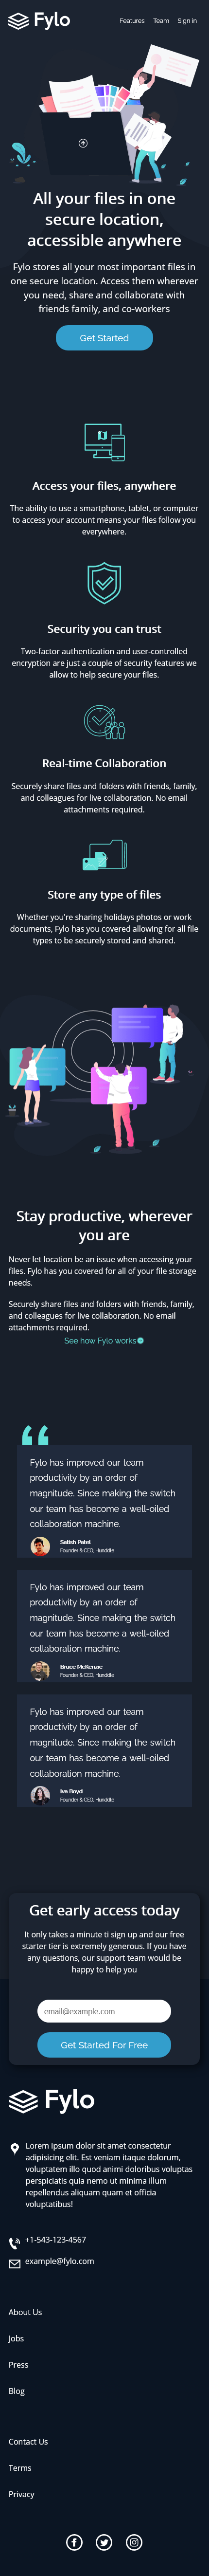 Fylo
Features Team Sign in
All your files in one
secure location,
accessible anywhere
Fylo stores all your most important files in
one secure location. Access them wherever
you need, share and collaborate with
friends family, and co-workers
Get Started
Access your files, anywhere
The ability to use a smartphone, tablet, or computer
to access your account means your files follow you
everywhere.
Security you can trust
Two-factor authentication and user-controlled
encryption are just a couple of security features we
allow to help secure your files.
Real-time Collaboration
Securely share files and folders with friends, family,
and colleagues for live collaboration. No email
attachments required.
Store any type of files
Whether you're sharing holidays photos or work
documents, Fylo has you covered allowing for all file
types to be securely stored and shared.
Stay productive, wherever
you are
Never let location be an issue when accessing your
files. Fylo has you covered for all of your file storage
needs.
Securely share files and folders with friends, family,
and colleagues for live collaboration. No email
attachments required.
See how Fylo works
Fylo has improved our team
productivity by an order of
magnitude. Since making the switch
our team has become a well-oiled
collaboration machine.
Satish Patel
Founder & CEO, Huddle
Fylo has improved our team
productivity by an order of
magnitude. Since making the switch
our team has become a well-oiled
collaboration machine.
Bruce McKenzie
Founder & CEO, Huddle
Fylo has improved our team
productivity by an order of
magnitude. Since making the switch
our team has become a well-oiled
collaboration machine.
Iva Boyd
Founder & CEO, Huddle
Get early access today
It only takes a minute ti sign up and our free
starter tier is extremely generous. If you have
any questions, our support team would be
happy to help you
email@example.com
Get Started For Free
Fylo
Lorem ipsum dolor sit amet consectetur
adipisicing elit. Est veniam itaque dolorum,
voluptatem illo quod animi doloribus voluptas
perspiciatis quia nemo ut minima illum
repellendus aliquam quam et officia
voluptatibus!
+1-543-123-4567
example@fylo.com
About Us
Jobs
Press
Blog
Contact Us
Terms
Privacy